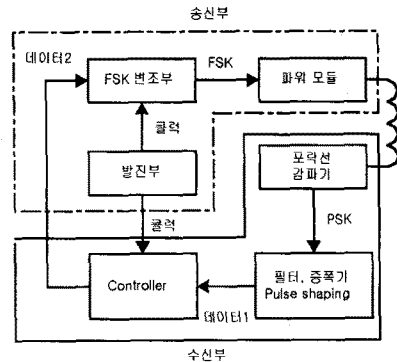 송신부
데이터2
FSK 변조부
FSK
파워 모듈
클럭
발진부
포락선
감파기
클럭
PSK
Controller
필터, 증폭기
Pulse shaping
데이터1
수신부